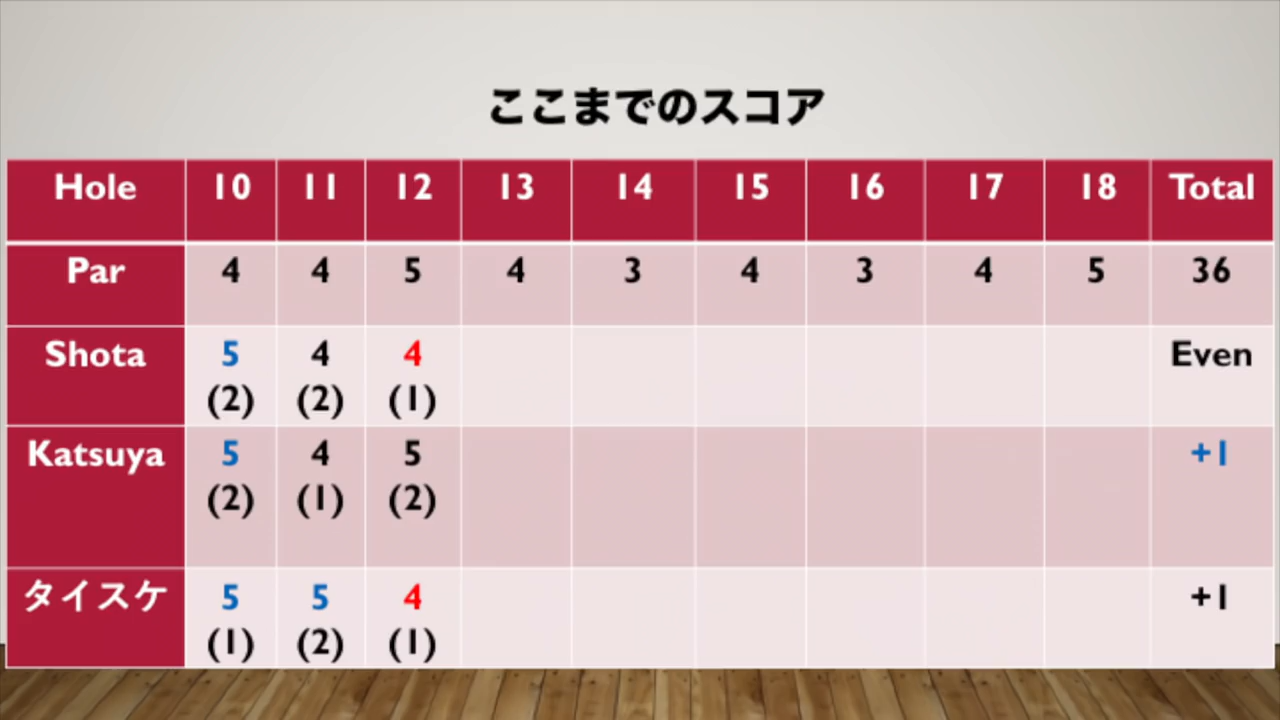 ここまでのスコア
Hole 10 11 12 13 14 15 16 17 18 Total
Par 4 4 5 4 3 4 3 4 5 36
Shota 5 4 4 Even
(2) (2) (1)
Katsuya 5 4 5 +1
(2) (1) (2)
タイスケ 5 5 4 +1
(1) (2) (1)